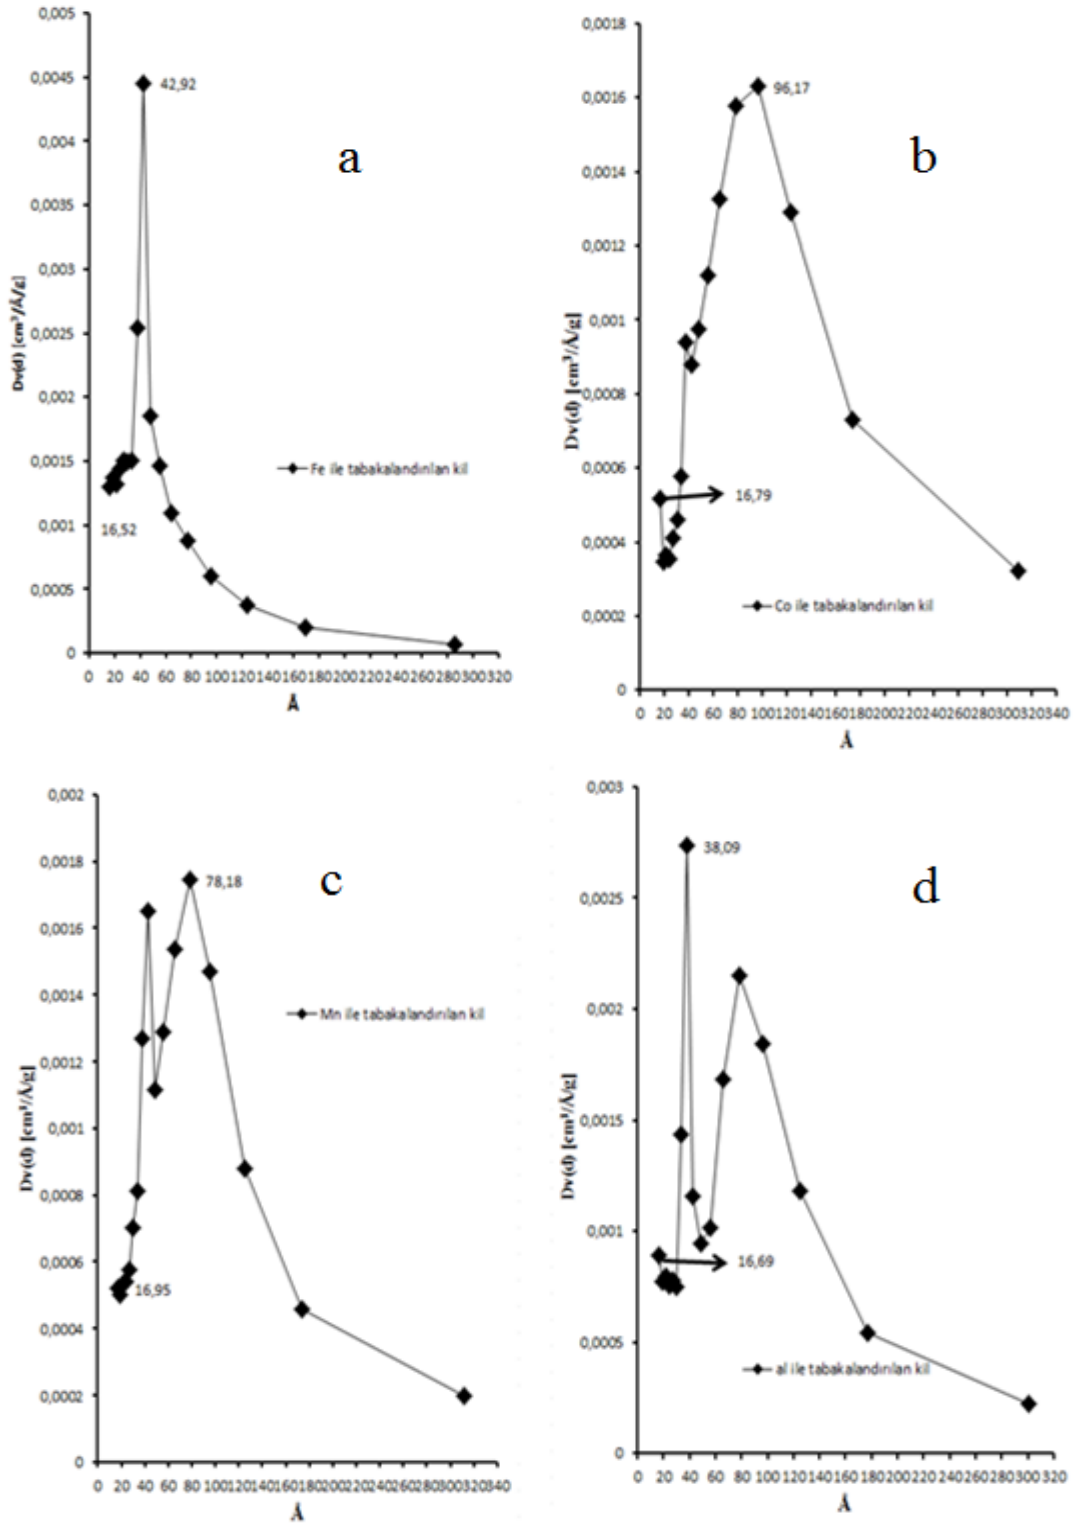 0,005
0,0045
0,004
0,0035
0,003
0,0025
0,002
0,0015
0,001
0,0005
0
Dv(d) [cm³/Å/g]
42,92
a
Fe ile tabakalandırılan kil
16,52
0 20 40 60 80 100 120 140 160 180 200 220 240 260 280 300 320
Å
0,0018
0,0016
0,0014
0,0012
0,001
0,0008
0,0006
0,0004
0,0002
0
Dv(d) [cm³/Å/g]
96,17
b
16,79
Co ile tabakalandırılan kil
0 20 40 60 80 100 120 140 160 180 200 220 240 260 280 300 320 340
Å
0,002
0,0018
0,0016
0,0014
0,0012
0,001
0,0008
0,0006
0,0004
0,0002
0
Dv(d) [cm³/Å/g]
78,18
c
Mn ile tabakalandırılan kil
16,95
0 20 40 60 80 100 120 140 160 180 200 220 240 260 280 300 320
Å
0,003
0,0025
0,002
0,0015
0,001
0,0005
0
Dv(d) [cm³/Å/g]
38,09
d
16,69
al ile tabakalandırılan kil
0 20 40 60 80 100 120 140 160 180 200 220 240 260 280 300 320
Å